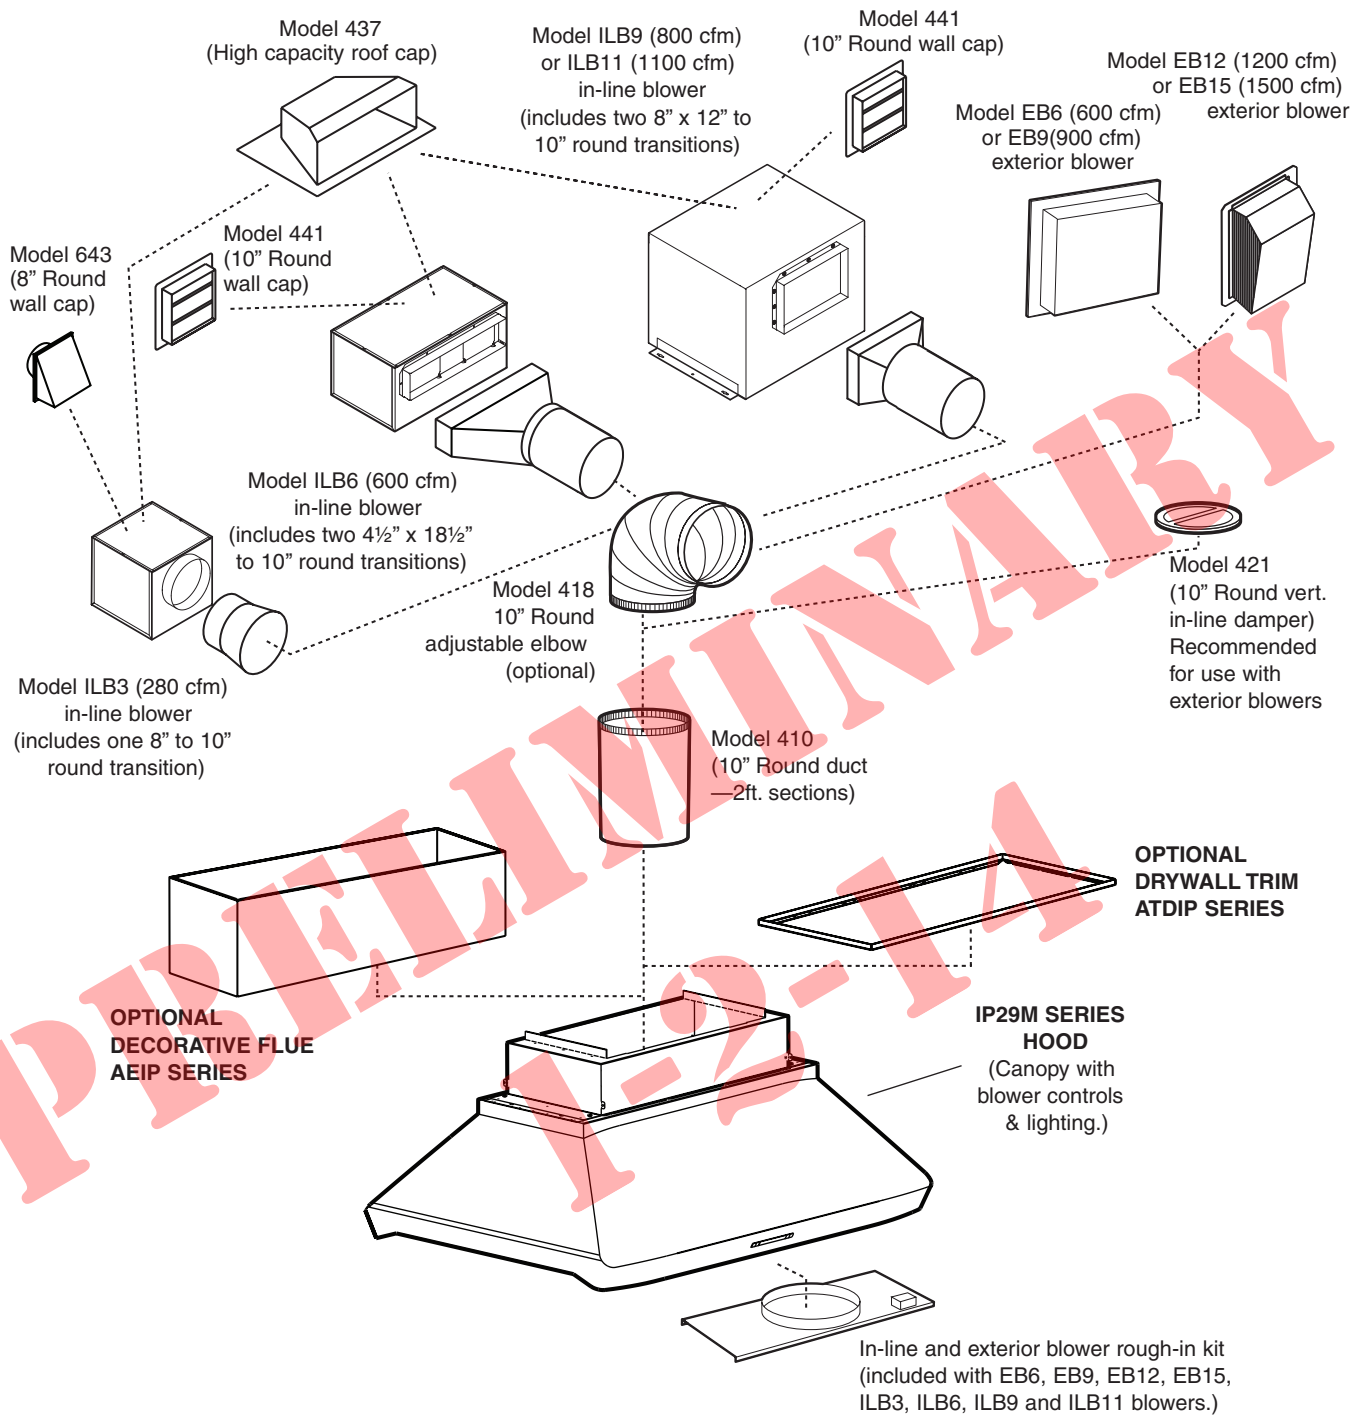 Model 437
(High capacity roof cap)
Model ILB9 (800 cfm)
or ILB11 (1100 cfm)
in-line blower
(includes two 8” x 12” to
10” round transitions)
Model 441
(10” Round wall cap)
Model EB12 (1200 cfm)
or EB15 (1500 cfm)
exterior blower
Model EB6 (600 cfm)
or EB9(900 cfm)
exterior blower
Model 643
(8” Round
wall cap)
Model 441
(10” Round
wall cap)
Model ILB6 (600 cfm)
in-line blower
(includes two 4½” x 18½”
to 10” round transitions)
Model 418
10” Round
adjustable elbow
(optional)
Model 421
(10” Round vert.
in-line damper)
Recommended
for use with
exterior blowers
Model ILB3 (280 cfm)
in-line blower
(includes one 8” to 10”
round transition)
Model 410
(10” Round duct
—2ft. sections)
OPTIONAL
DRYWALL TRIM
ATDIP SERIES
OPTIONAL
DECORATIVE FLUE
AEIP SERIES
IP29M SERIES
HOOD
(Canopy with
blower controls
& lighting.)
In-line and exterior blower rough-in kit
(included with EB6, EB9, EB12, EB15,
ILB3, ILB6, ILB9 and ILB11 blowers.)
PRELIMINARY
1-2-14